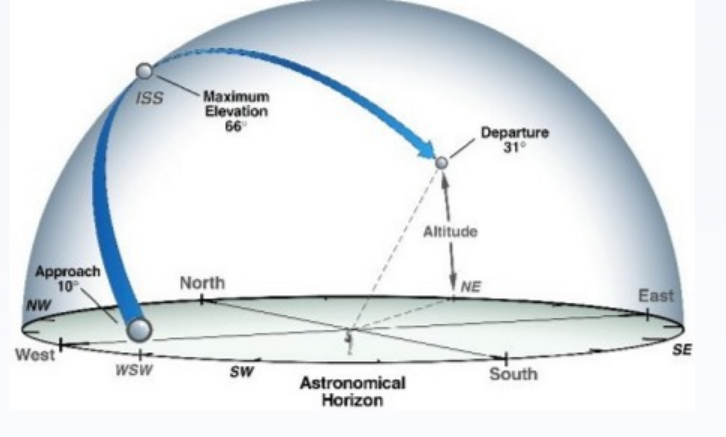 ISS
Maximum
Elevation
66°
Departure
31°
Altitude
Approach
10°
North
NE
East
NW
West
WSW
SW
Astronomical
Horizon
South
SE